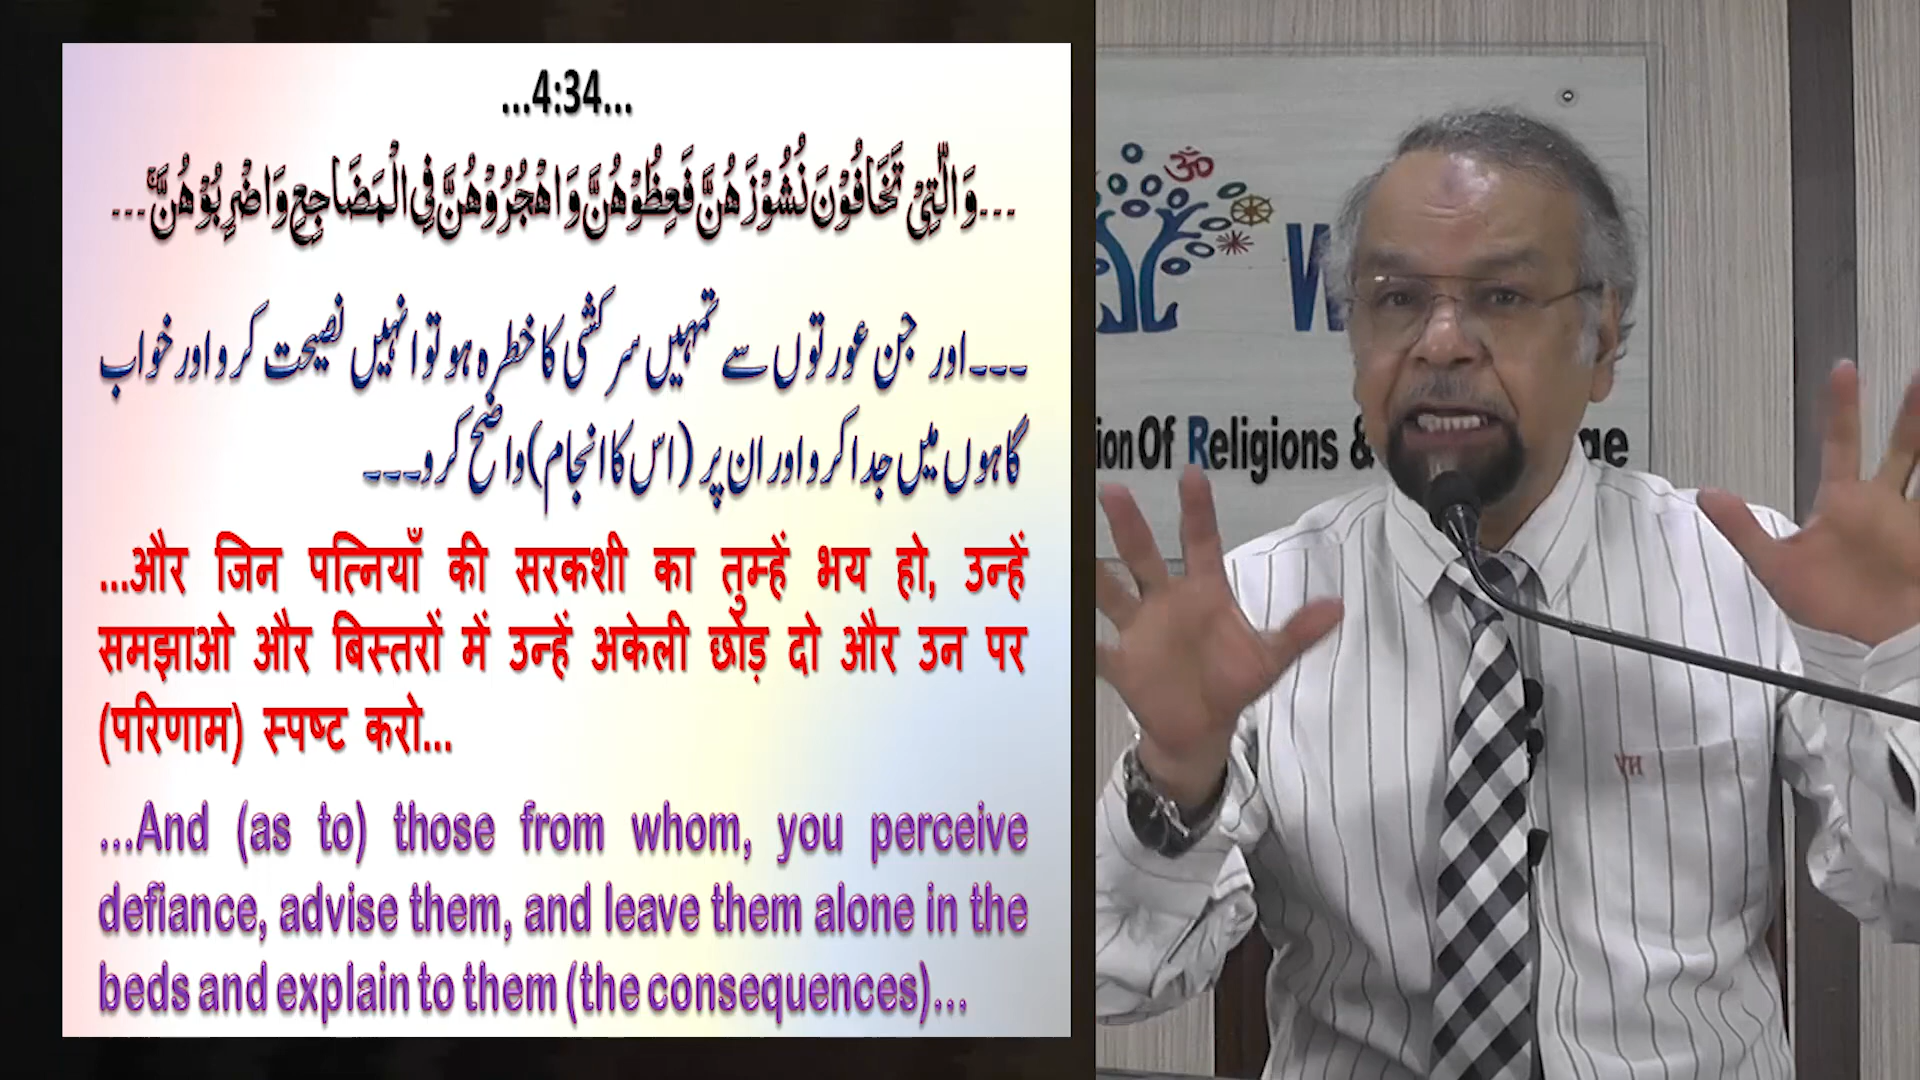 ...4:34...
...وَالّٰتِیْ تَخَافُوْنَ نُشُوْزَهُنَّ فَعِظُوْهُنَّ وَاهْجُرُوْهُنَّ فِی الْمَضَاجِعِ وَاضْرِبُوْهُنَّ ۚ...
---اور جن عورتوں سے تمہیں سرکشی کا خطرہ ہو تو انہیں نصیحت کرو اور خواب
گاہوں میں جدا کرو اور ان پر (اس کا انجام) واضح کرو---
...और जिन पत्नियाँ की सरकशी का तुम्हें भय हो, उन्हें
समझाओ और बिस्तरों में उन्हें अकेली छोड़ दो और उन पर
(परिणाम) स्पष्ट करो...
...And (as to) those from whom, you perceive
defiance, advise them, and leave them alone in the
beds and explain to them (the consequences)...
ॐ
W
ion Of Religions &
ge
VH